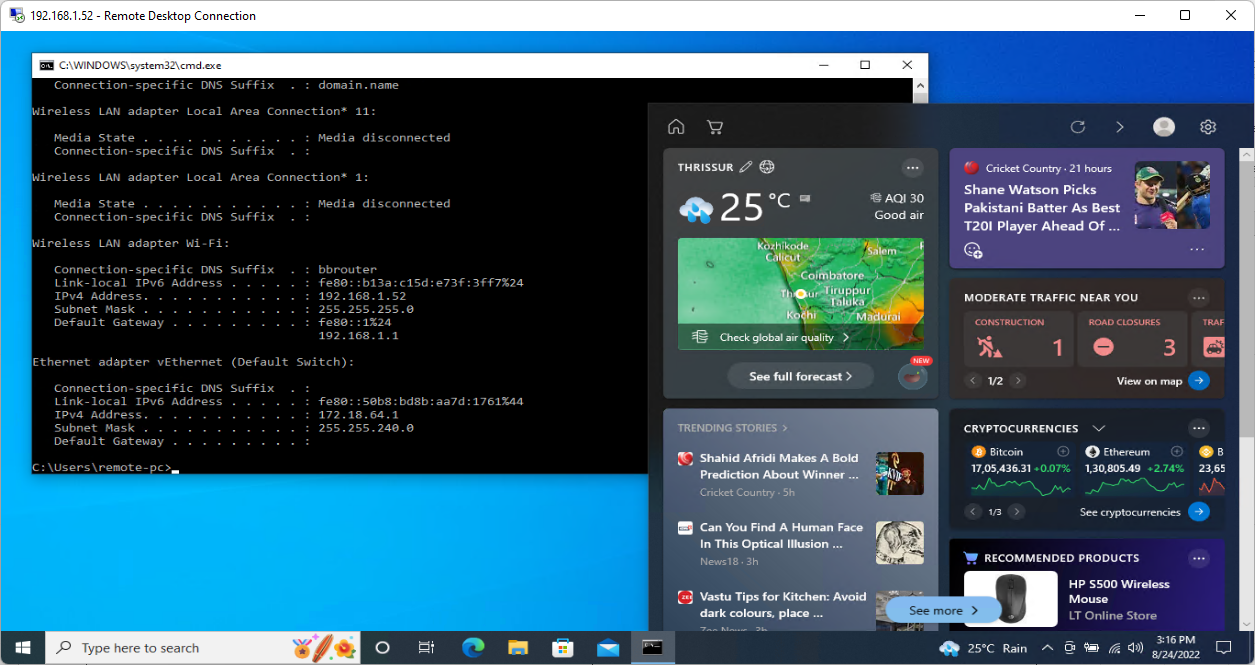 192.168.1.52 - Remote Desktop Connection
C:\WINDOWS\system32\cmd.exe
Connection-specific DNS Suffix  . : domain.name
Wireless LAN adapter Local Area Connection* 11:
Media State . . . . . . . . . . . : Media disconnected
Connection-specific DNS Suffix  . :
Wireless LAN adapter Local Area Connection* 1:
Media State . . . . . . . . . . . : Media disconnected
Connection-specific DNS Suffix  . :
Wireless LAN adapter Wi-Fi:
Connection-specific DNS Suffix  . : bbrouter
Link-local IPv6 Address . . . . . : fe80::b13a:c15d:e73f:3ff7%24
IPv4 Address. . . . . . . . . . . : 192.168.1.52
Subnet Mask . . . . . . . . . . . : 255.255.255.0
Default Gateway . . . . . . . . . : fe80::1%24
192.168.1.1
Ethernet adapter vEthernet (Default Switch):
Connection-specific DNS Suffix  . :
Link-local IPv6 Address . . . . . : fe80::50b8:bd8b:aa7d:1761%44
IPv4 Address. . . . . . . . . . . : 172.18.64.1
Subnet Mask . . . . . . . . . . . : 255.255.240.0
Default Gateway . . . . . . . . . :
C:\Users\remote-pc>
THRISSUR
25 °C
AQI 30
Good air
Kozhikode
Calicut
Salem
Coimbatore
Thrissur
Tiruppur
Taluka
Kochi
Madurai
Check global air quality
See full forecast
NEW
TRENDING STORIES
Shahid Afridi Makes A Bold
Prediction About Winner ...
Cricket Country · 5h
Can You Find A Human Face
In This Optical Illusion ...
News18 · 3h
Vastu Tips for Kitchen: Avoid
dark colours, place ...
Zee News · 3h
Cricket Country · 21 hours
Shane Watson Picks
Pakistani Batter As Best
T20I Player Ahead Of ...
MODERATE TRAFFIC NEAR YOU
CONSTRUCTION
1
ROAD CLOSURES
3
TRAF
1/2
View on map
CRYPTOCURRENCIES
Bitcoin
17,05,436.31 +0.07%
Ethereum
1,30,805.49 +2.74%
B
23,65
1/3
See cryptocurrencies
RECOMMENDED PRODUCTS
HP S500 Wireless
Mouse
LT Online Store
See more
Type here to search
25°C Rain
3:16 PM
8/24/2022